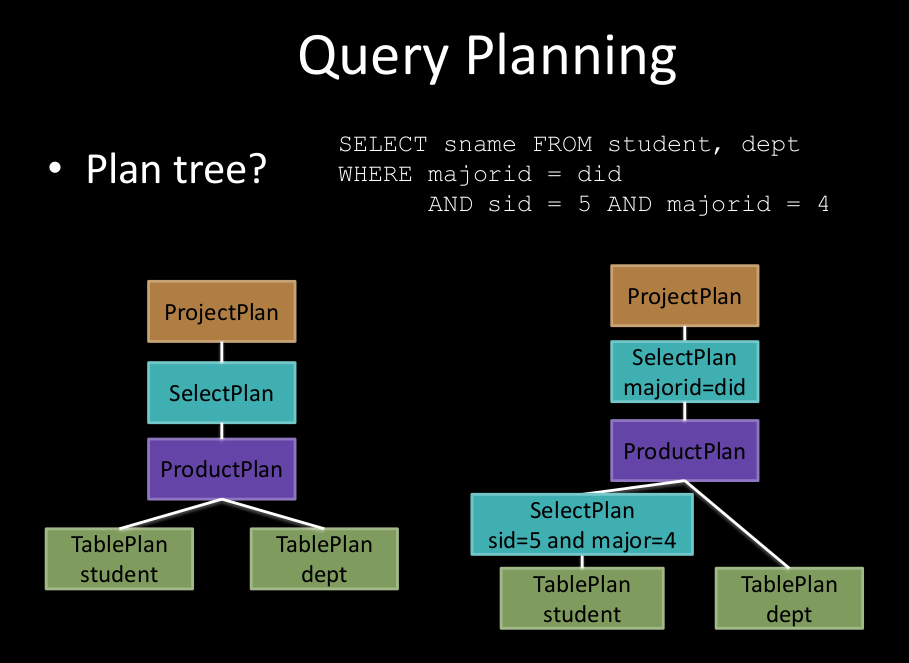 Query Planning
• Plan tree?
SELECT sname FROM student, dept
WHERE majorid = did
AND sid = 5 AND majorid = 4
ProjectPlan
SelectPlan
ProductPlan
TablePlan
student
TablePlan
dept
ProjectPlan
SelectPlan
majorid=did
ProductPlan
SelectPlan
sid=5 and major=4
TablePlan
student
TablePlan
dept